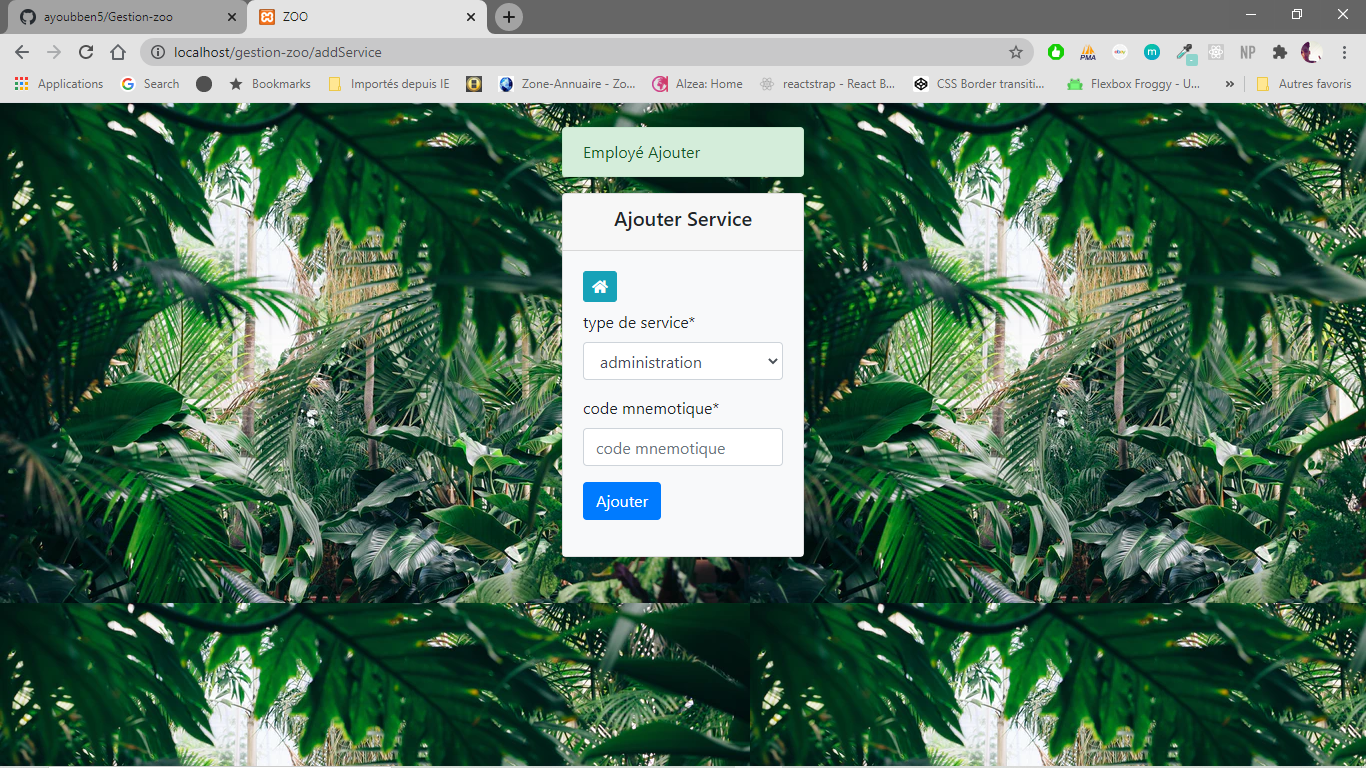 ayoubben5/Gestion-zoo
ZOO
localhost/gestion-zoo/addService
PMA
ebay
m
NP
Applications
Search
Bookmarks
Importés depuis IE
Zone-Annuaire - Zo...
Alzea: Home
reactstrap - React B...
CSS Border transiti...
Flexbox Froggy - U...
»
Autres favoris
Employé Ajouter
Ajouter Service
type de service*
administration
code mnemotique*
code mnemotique
Ajouter